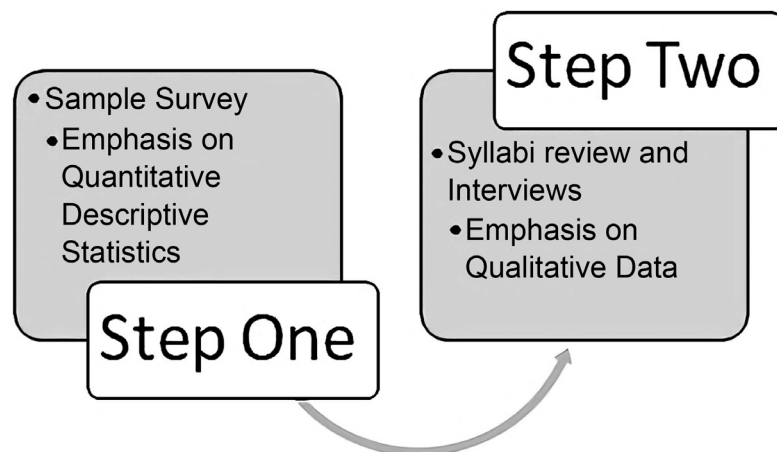 • Sample Survey
• Emphasis on
Quantitative
Descriptive
Statistics
Step One
Step Two
• Syllabi review and
Interviews
• Emphasis on
Qualitative Data